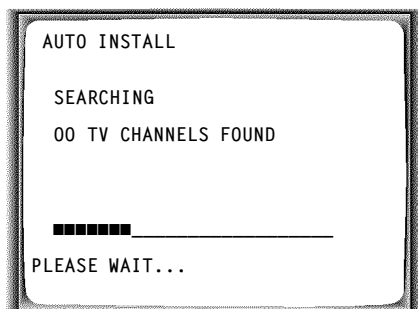 AUTO INSTALL
SEARCHING
00 TV CHANNELS FOUND
PLEASE WAIT...